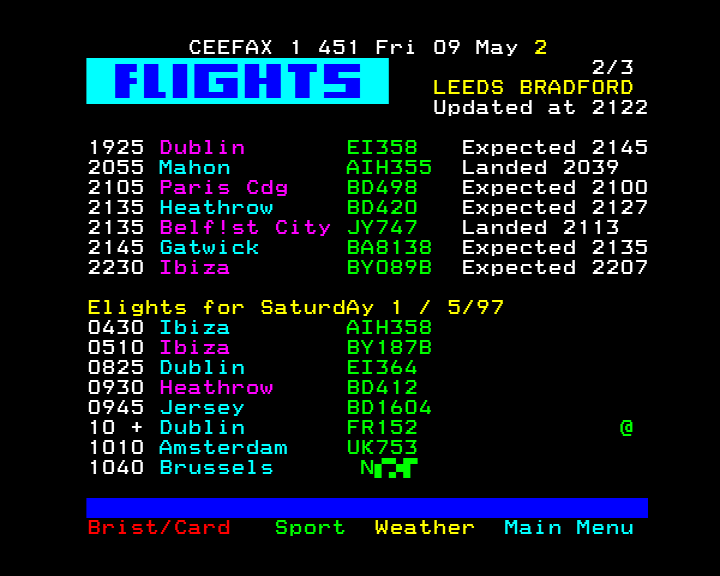 CEEFAX 1 451 Fri 09 May 2
2/3
FLIGHTS
LEEDS BRADFORD
Updated at 2122
1925 Dublin EI358 Expected 2145
2055 Mahon AIH355 Landed 2039
2105 Paris Cdg BD498 Expected 2100
2135 Heathrow BD420 Expected 2127
2135 Belf!st City JY747 Landed 2113
2145 Gatwick BA8138 Expected 2135
2230 Ibiza BY089B Expected 2207
Elights for SaturdAy 1 / 5/97
0430 Ibiza AIH358
0510 Ibiza BY187B
0825 Dublin EI364
0930 Heathrow BD412
0945 Jersey BD1604
10 + Dublin FR152 @
1010 Amsterdam UK753
1040 Brussels N
Brist/Card Sport Weather Main Menu